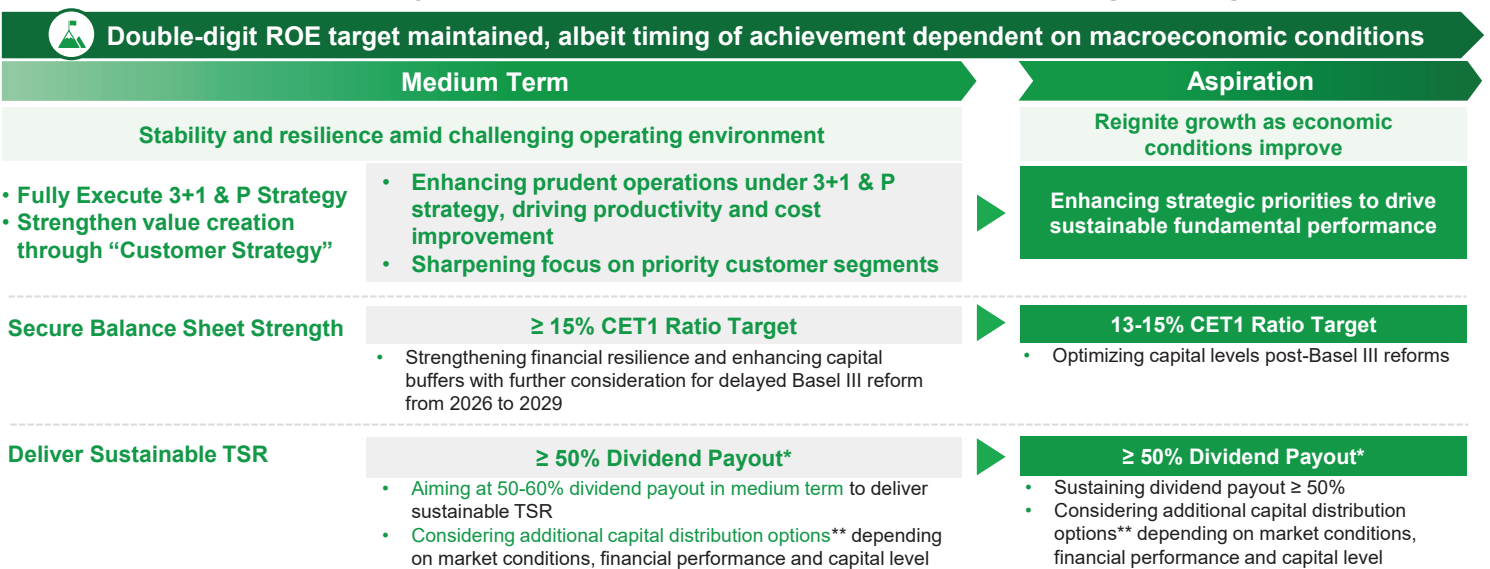 Double-digit ROE target maintained, albeit timing of achievement dependent on macroeconomic conditions
Medium Term
Aspiration
Stability and resilience amid challenging operating environment
Reignite growth as economic
conditions improve
• Fully Execute 3+1 & P Strategy
• Strengthen value creation
through “Customer Strategy”
• Enhancing prudent operations under 3+1 & P
strategy, driving productivity and cost
improvement
• Sharpening focus on priority customer segments
Enhancing strategic priorities to drive
sustainable fundamental performance
Secure Balance Sheet Strength
≥ 15% CET1 Ratio Target
• Strengthening financial resilience and enhancing capital
buffers with further consideration for delayed Basel III reform
from 2026 to 2029
13-15% CET1 Ratio Target
• Optimizing capital levels post-Basel III reforms
Deliver Sustainable TSR
≥ 50% Dividend Payout*
• Aiming at 50-60% dividend payout in medium term to deliver
sustainable TSR
• Considering additional capital distribution options** depending
on market conditions, financial performance and capital level
≥ 50% Dividend Payout*
• Sustaining dividend payout ≥ 50%
• Considering additional capital distribution
options** depending on market conditions,
financial performance and capital level